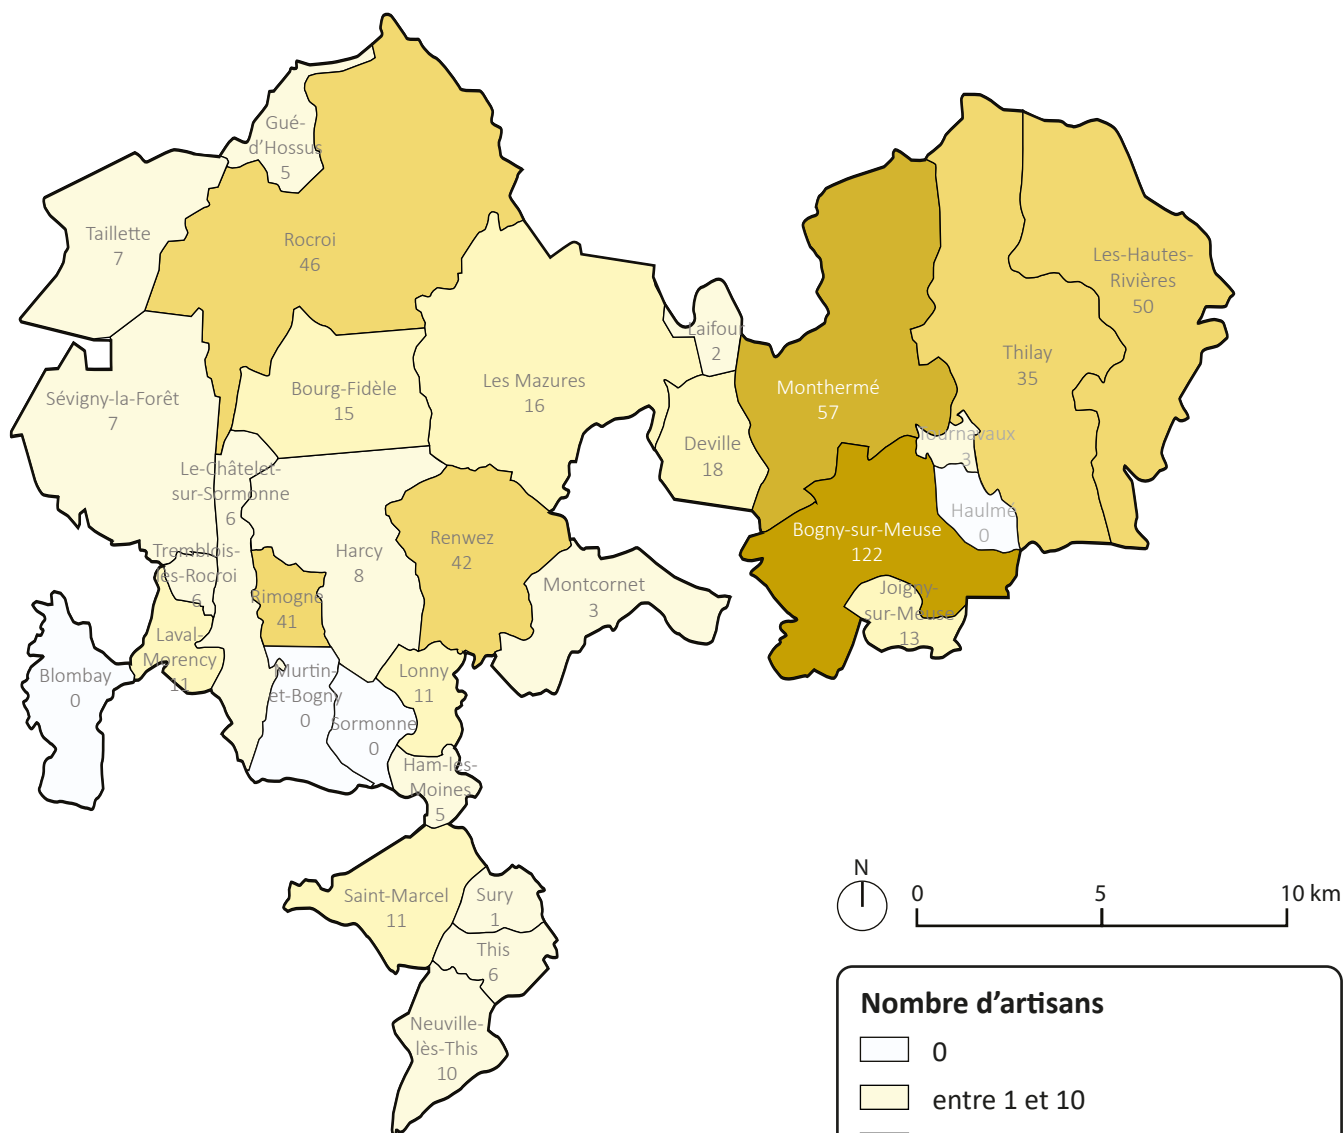 Gué-
d'Hossus
5
Taillette
7
Rocroi
46
Les-Hautes-
Rivières
50
Laifour
2
Thilay
35
Sévigny-la-Forêt
7
Bourg-Fidèle
15
Les Mazures
16
Monthermé
57
Deville
18
Tournavaux
3
Le-Châtelet-
sur-Sormonne
6
Haulmé
0
Bogny-sur-Meuse
122
Renwez
42
Harcy
8
Tremblois-
lès-Rocroi
6
Montcornet
3
Joigny-
sur-Meuse
13
Rimogne
41
Laval-
Morency
11
Blombay
0
Murtin-
et-Bogny
0
Lonny
11
Sormonne
0
Ham-les-
Moines
5
Saint-Marcel
11
Sury
1
This
6
Neuville-
lès-This
10
N
0 5 10 km
Nombre d'artisans
0
entre 1 et 10